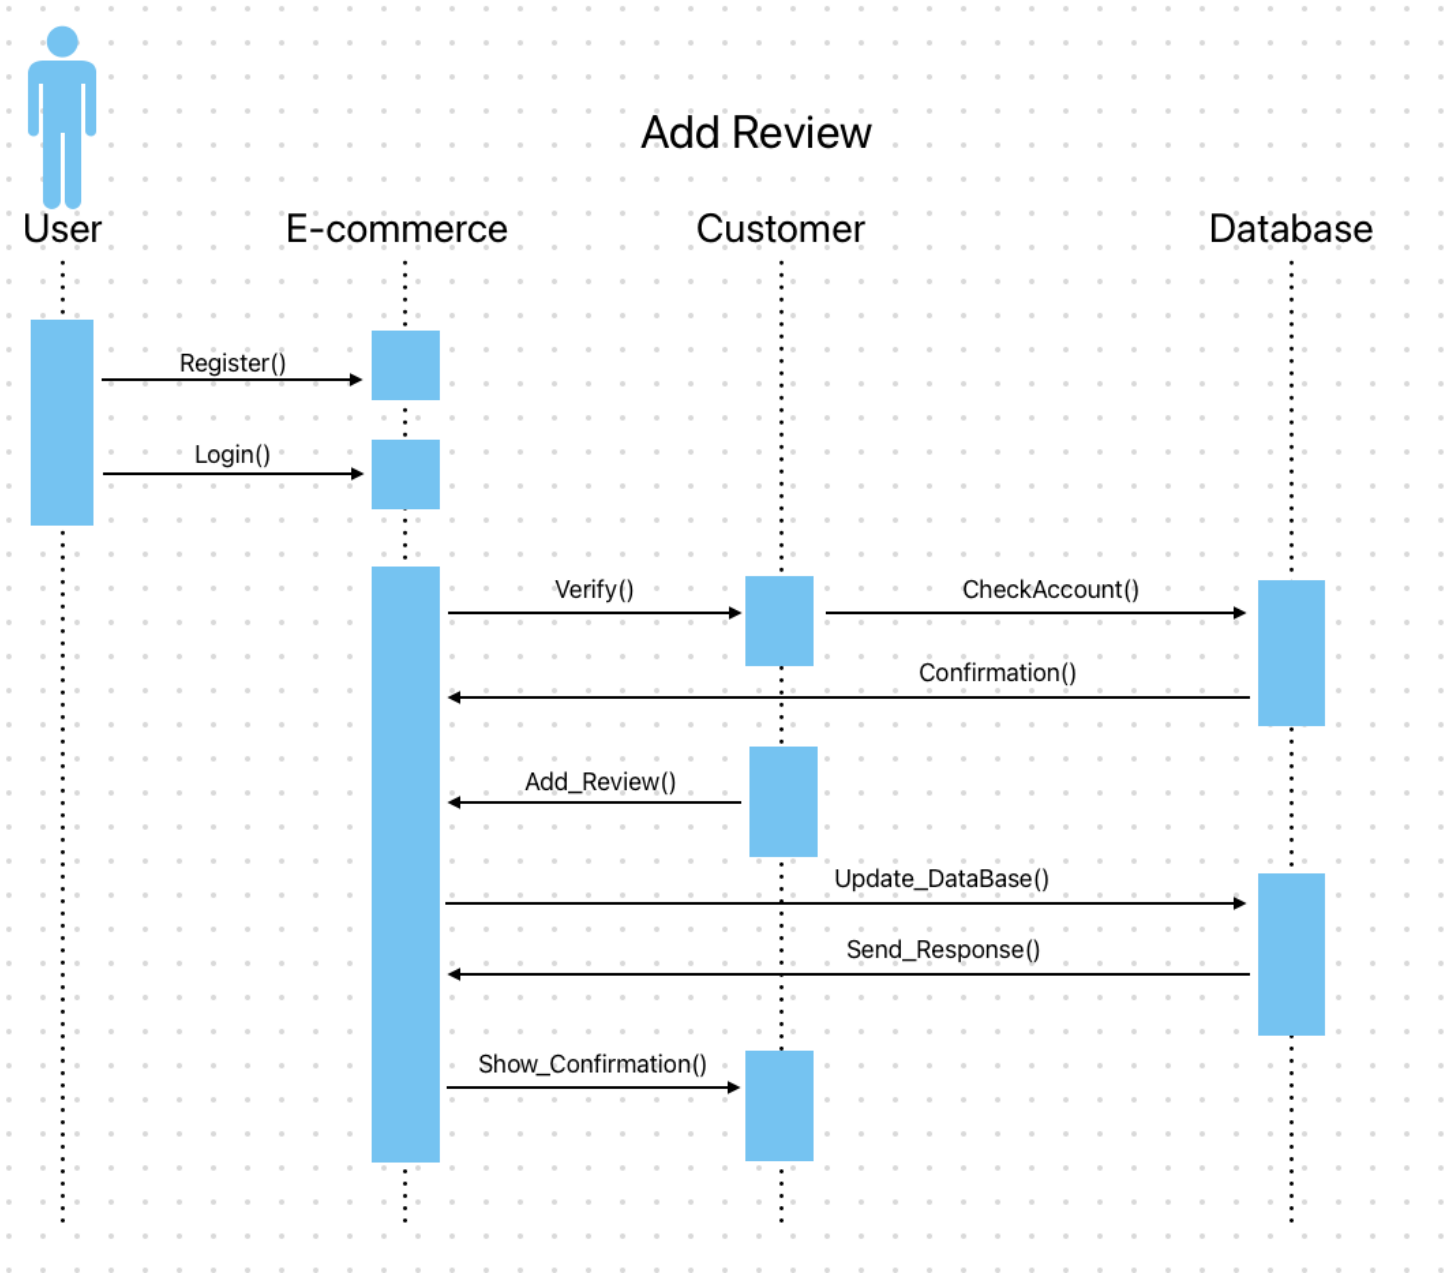 Add Review
User
E-commerce
Customer
Database
Register()
Login()
Verify()
CheckAccount()
Confirmation()
Add_Review()
Update_DataBase()
Send_Response()
Show_Confirmation()